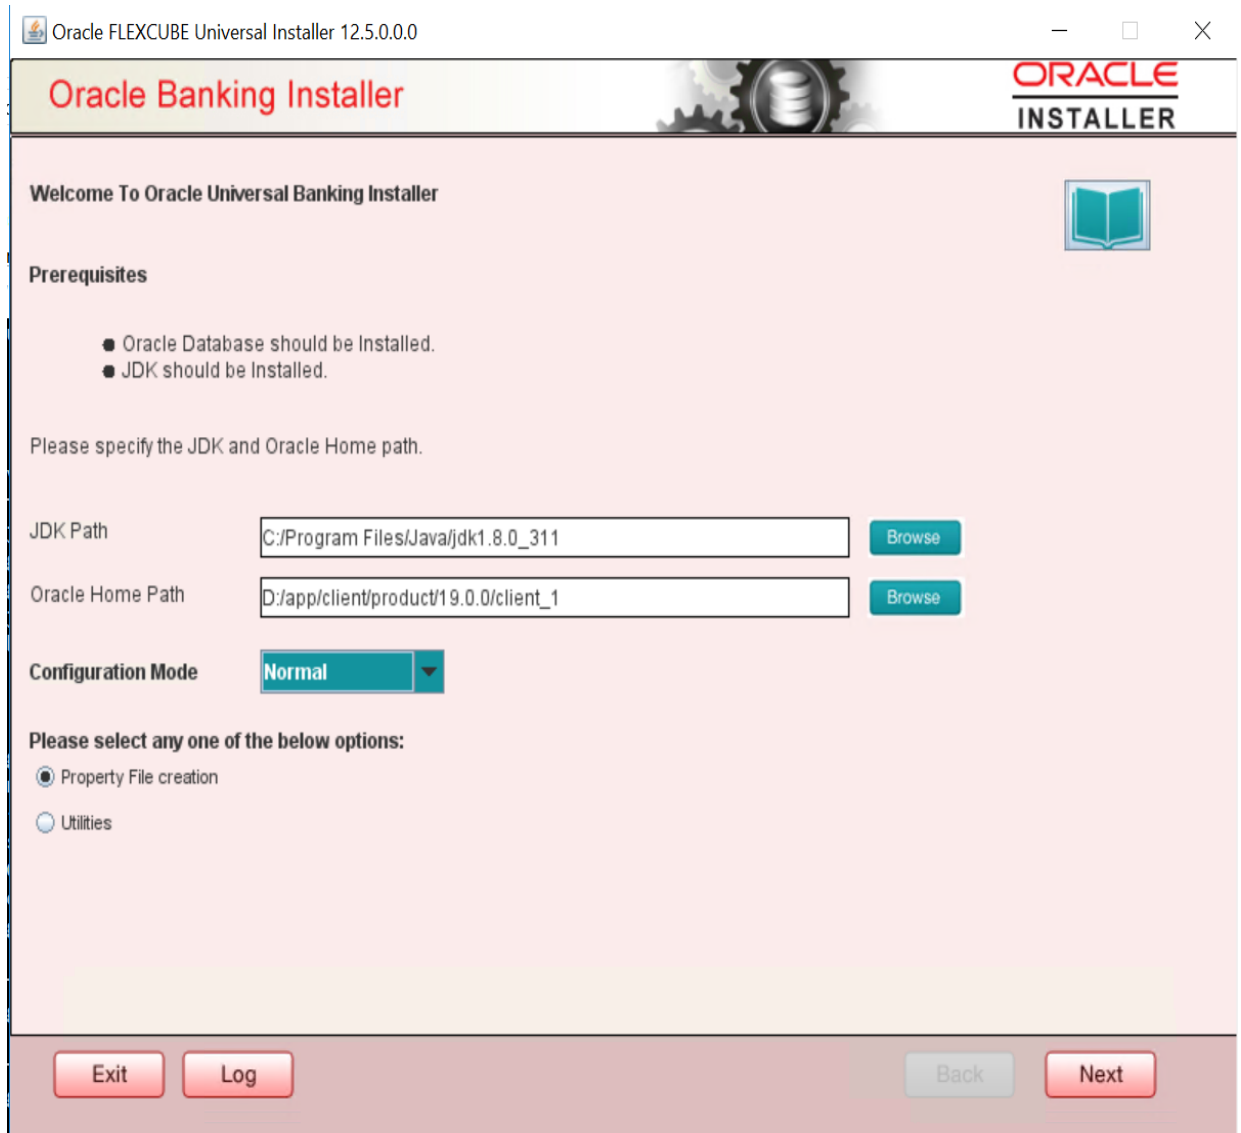 Oracle FLEXCUBE Universal Installer 12.5.0.0.0
Oracle Banking Installer
ORACLE
INSTALLER
Welcome To Oracle Universal Banking Installer
Prerequisites
Oracle Database should be Installed.
JDK should be Installed.
Please specify the JDK and Oracle Home path.
JDK Path
C:/Program Files/Java/jdk1.8.0_311
Browse
Oracle Home Path
D:/app/client/product/19.0.0/client_1
Browse
Configuration Mode
Normal
Please select any one of the below options:
Property File creation
Utilities
Exit
Log
Back
Next